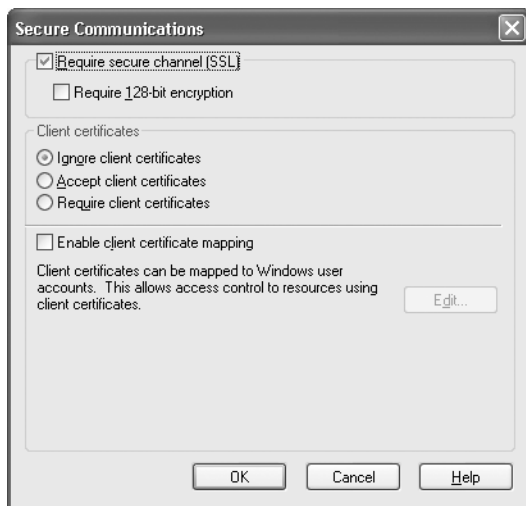 Secure Communications
Require secure channel (SSL)
Require 128-bit encryption
Client certificates
Ignore client certificates
Accept client certificates
Require client certificates
Enable client certificate mapping
Client certificates can be mapped to Windows user
accounts. This allows access control to resources using
client certificates.
Edit...
OK Cancel Help